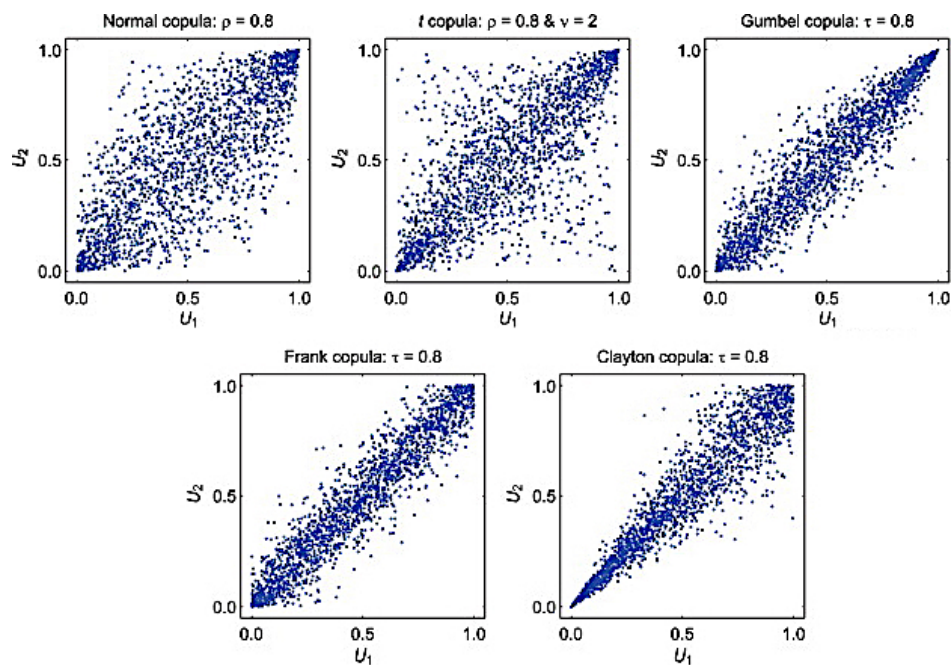 Normal copula: ρ = 0.8
t copula: ρ = 0.8 & ν = 2
Gumbel copula: τ = 0.8
1.0
0.5
0.0
U2
0.0 0.5 1.0
U1
1.0
0.5
0.0
U2
0.0 0.5 1.0
U1
1.0
0.5
0.0
U2
0.0 0.5 1.0
U1
Frank copula: τ = 0.8
Clayton copula: τ = 0.8
1.0
0.5
0.0
U2
0.0 0.5 1.0
U1
1.0
0.5
0.0
U2
0.0 0.5 1.0
U1